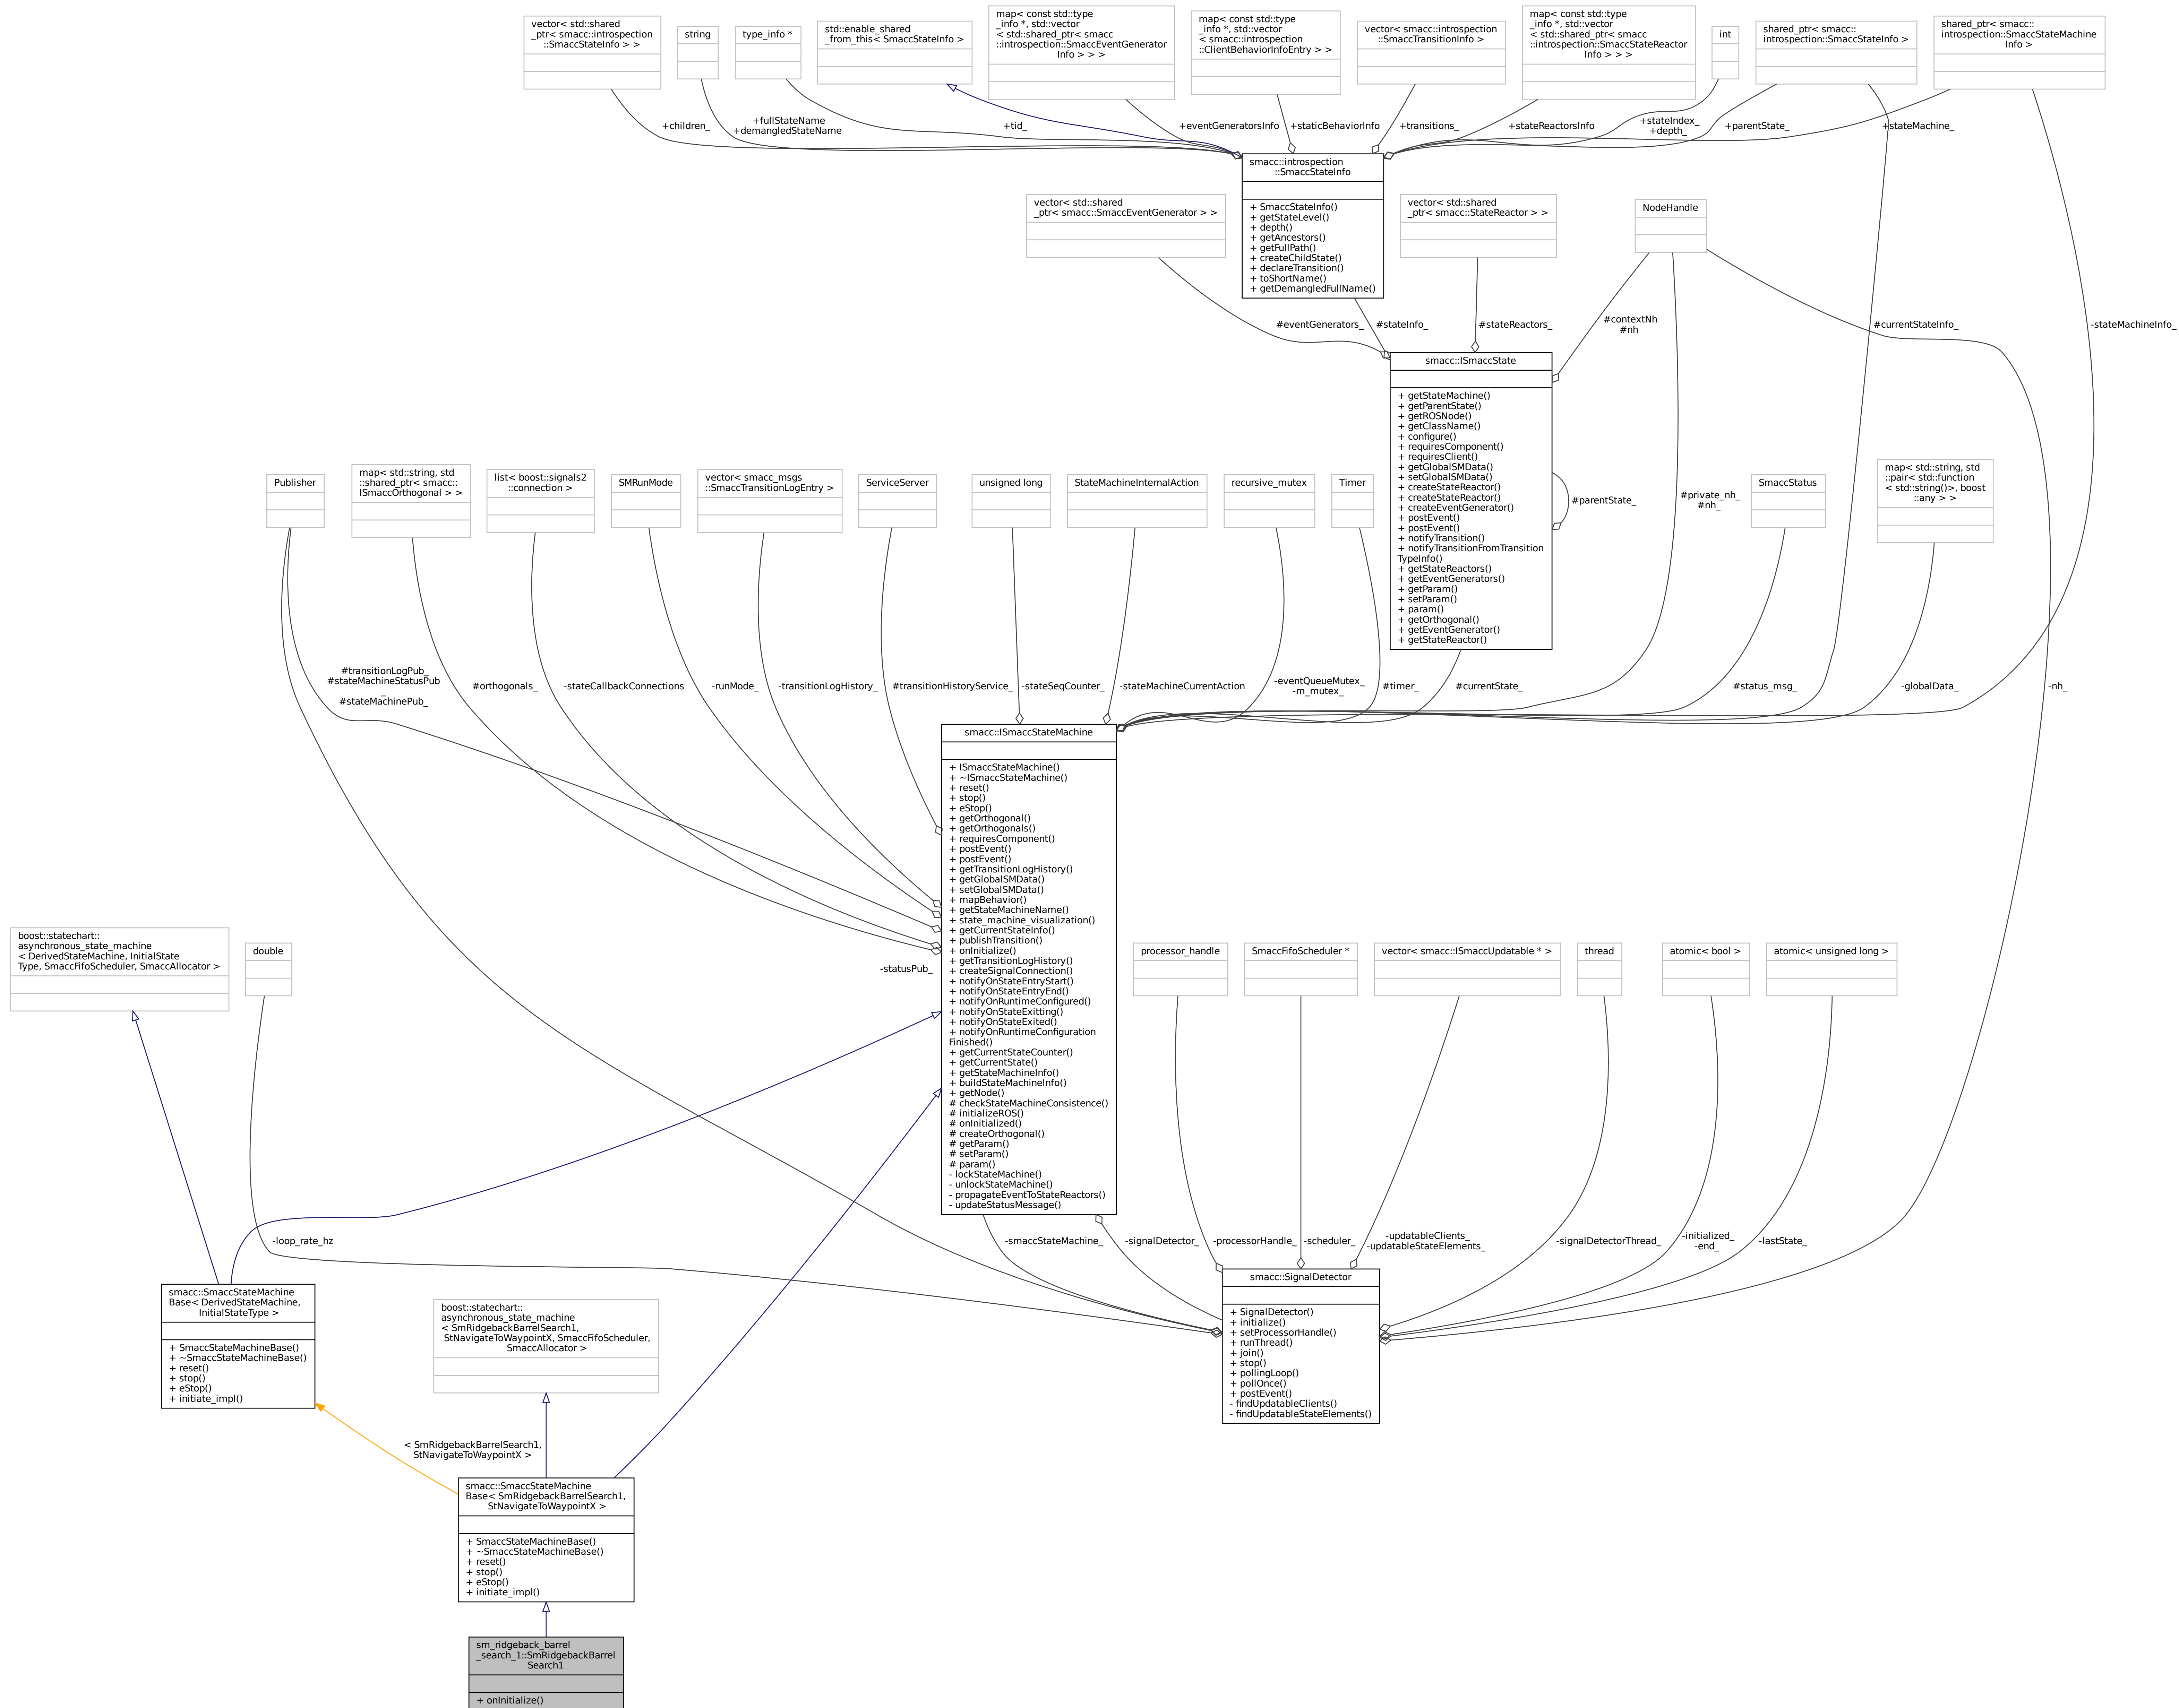 vector< std::shared
_ptr< smacc::introspection
::SmaccStateInfo > >
string
type_info *
std::enable_shared
_from_this< SmaccStateInfo >
map< const std::type
_info *, std::vector
< std::shared_ptr< smacc
::introspection::SmaccEventGenerator
Info > > >
map< const std::type
_info *, std::vector
< smacc::introspection
::ClientBehaviorInfoEntry > >
vector< smacc::introspection
::SmaccTransitionInfo >
map< const std::type
_info *, std::vector
< std::shared_ptr< smacc
::introspection::SmaccStateReactor
Info > > >
int
shared_ptr< smacc::
introspection::SmaccStateInfo >
shared_ptr< smacc::
introspection::SmaccStateMachine
Info >
+children_
+fullStateName
+demangledStateName
+tid_
+eventGeneratorsInfo
+staticBehaviorInfo
+transitions_
+stateReactorsInfo
+stateIndex_
+depth_
+parentState_
+stateMachine_
smacc::introspection
::SmaccStateInfo
+ SmaccStateInfo()
+ getStateLevel()
+ depth()
+ getAncestors()
+ getFullPath()
+ createChildState()
+ declareTransition()
+ toShortName()
+ getDemangledFullName()
vector< std::shared
_ptr< smacc::SmaccEventGenerator > >
vector< std::shared
_ptr< smacc::StateReactor > >
NodeHandle
#eventGenerators_
#stateInfo_
#stateReactors_
#contextNh
#nh
#currentStateInfo_
-stateMachineInfo_
smacc::ISmaccState
+ getStateMachine()
+ getParentState()
+ getROSNode()
+ getClassName()
+ configure()
+ requiresComponent()
+ requiresClient()
+ getGlobalSMData()
+ setGlobalSMData()
+ createStateReactor()
+ createStateReactor()
+ createEventGenerator()
+ postEvent()
+ postEvent()
+ notifyTransition()
+ notifyTransitionFromTransition
TypeInfo()
+ getStateReactors()
+ getEventGenerators()
+ getParam()
+ setParam()
+ param()
+ getOrthogonal()
+ getEventGenerator()
+ getStateReactor()
#parentState_
#private_nh_
#nh_
Publisher
map< std::string, std
::shared_ptr< smacc::
ISmaccOrthogonal > >
list< boost::signals2
::connection >
SMRunMode
vector< smacc_msgs
::SmaccTransitionLogEntry >
ServiceServer
unsigned long
StateMachineInternalAction
recursive_mutex
Timer
SmaccStatus
map< std::string, std
::pair< std::function
< std::string()>, boost
::any > >
#transitionLogPub_
#stateMachineStatusPub
_
#stateMachinePub_
#orthogonals_
-stateCallbackConnections
-runMode_
-transitionLogHistory_
#transitionHistoryService_
-stateSeqCounter_
-stateMachineCurrentAction
-eventQueueMutex_
-m_mutex_
#timer_
#currentState_
#status_msg_
-globalData_
-nh_
smacc::ISmaccStateMachine
+ ISmaccStateMachine()
+ ~ISmaccStateMachine()
+ reset()
+ stop()
+ eStop()
+ getOrthogonal()
+ getOrthogonals()
+ requiresComponent()
+ postEvent()
+ postEvent()
+ getTransitionLogHistory()
+ getGlobalSMData()
+ setGlobalSMData()
+ mapBehavior()
+ getStateMachineName()
+ state_machine_visualization()
+ getCurrentStateInfo()
+ publishTransition()
+ onInitialize()
+ getTransitionLogHistory()
+ createSignalConnection()
+ notifyOnStateEntryStart()
+ notifyOnStateEntryEnd()
+ notifyOnRuntimeConfigured()
+ notifyOnStateExitting()
+ notifyOnStateExited()
+ notifyOnRuntimeConfiguration
Finished()
+ getCurrentStateCounter()
+ getCurrentState()
+ getStateMachineInfo()
+ buildStateMachineInfo()
+ getNode()
# checkStateMachineConsistence()
# initializeROS()
# onInitialized()
# createOrthogonal()
# getParam()
# setParam()
# param()
- lockStateMachine()
- unlockStateMachine()
- propagateEventToStateReactors()
- updateStatusMessage()
boost::statechart::
asynchronous_state_machine
< DerivedStateMachine, InitialState
Type, SmaccFifoScheduler, SmaccAllocator >
double
-statusPub_
processor_handle
SmaccFifoScheduler *
vector< smacc::ISmaccUpdatable * >
thread
atomic< bool >
atomic< unsigned long >
-loop_rate_hz
-smaccStateMachine_
-signalDetector_
-processorHandle_
-scheduler_
-updatableClients_
-updatableStateElements_
-signalDetectorThread_
-initialized_
-end_
-lastState_
smacc::SmaccStateMachine
Base< DerivedStateMachine,
InitialStateType >
+ SmaccStateMachineBase()
+ ~SmaccStateMachineBase()
+ reset()
+ stop()
+ eStop()
+ initiate_impl()
boost::statechart::
asynchronous_state_machine
< SmRidgebackBarrelSearch1,
StNavigateToWaypointX, SmaccFifoScheduler,
SmaccAllocator >
smacc::SignalDetector
+ SignalDetector()
+ initialize()
+ setProcessorHandle()
+ runThread()
+ join()
+ stop()
+ pollingLoop()
+ pollOnce()
+ postEvent()
- findUpdatableClients()
- findUpdatableStateElements()
< SmRidgebackBarrelSearch1,
StNavigateToWaypointX >
smacc::SmaccStateMachine
Base< SmRidgebackBarrelSearch1,
StNavigateToWaypointX >
+ SmaccStateMachineBase()
+ ~SmaccStateMachineBase()
+ reset()
+ stop()
+ eStop()
+ initiate_impl()
sm_ridgeback_barrel
_search_1::SmRidgebackBarrel
Search1
+ onInitialize()